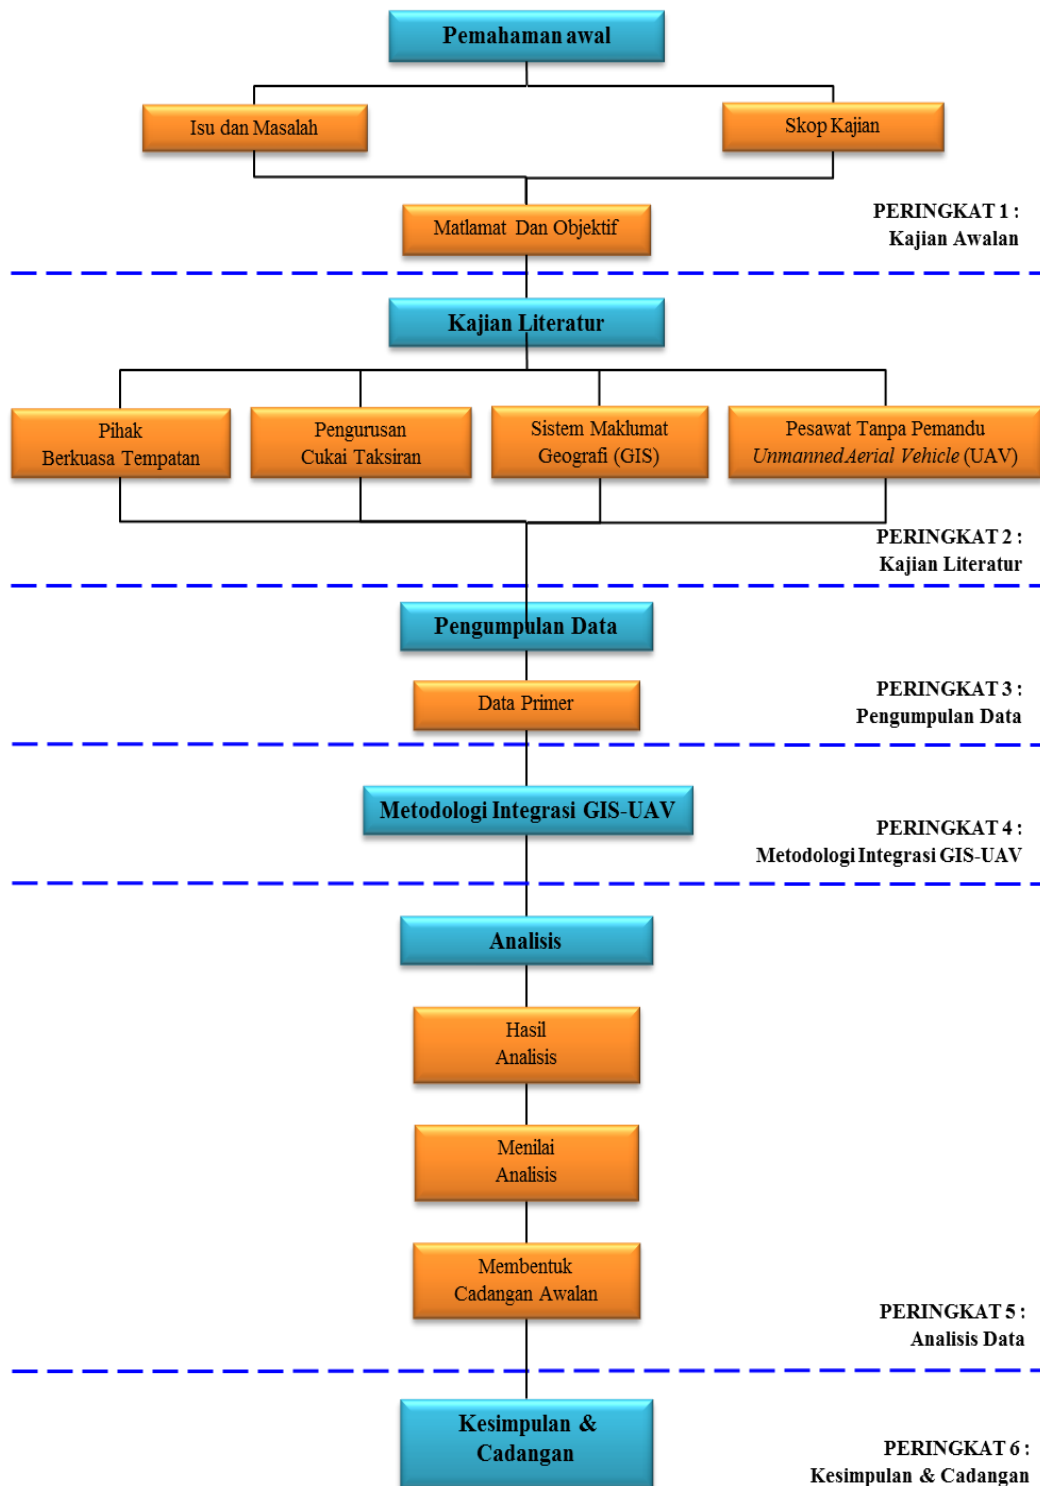 Pemahaman awal
Isu dan Masalah
Skop Kajian
Matlamat Dan Objektif
PERINGKAT 1 :
Kajian Awalan
Kajian Literatur
Pihak
Berkuasa Tempatan
Pengurusan
Cukai Taksiran
Sistem Maklumat
Geografi (GIS)
Pesawat Tanpa Pemandu
Unmanned Aerial Vehicle (UAV)
PERINGKAT 2 :
Kajian Literatur
Pengumpulan Data
Data Primer
PERINGKAT 3 :
Pengumpulan Data
Metodologi Integrasi GIS-UAV
PERINGKAT 4 :
Metodologi Integrasi GIS-UAV
Analisis
Hasil
Analisis
Menilai
Analisis
Membentuk
Cadangan Awalan
PERINGKAT 5 :
Analisis Data
Kesimpulan &
Cadangan
PERINGKAT 6 :
Kesimpulan & Cadangan